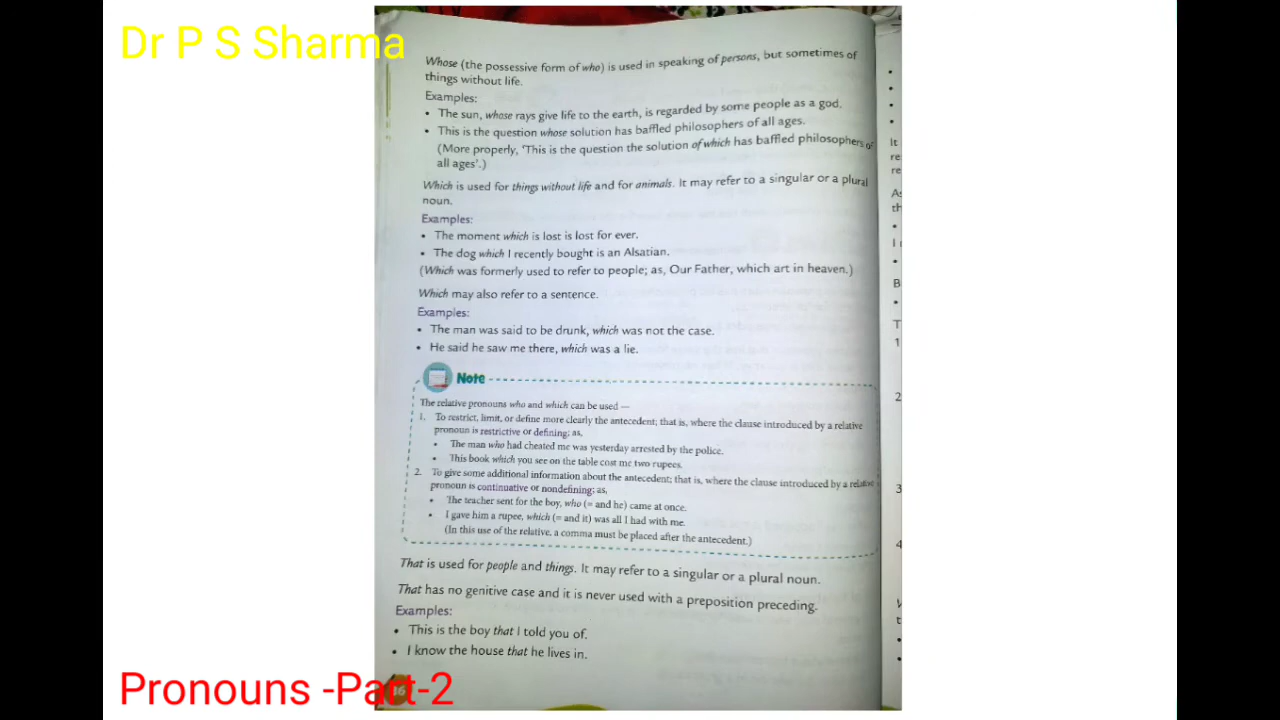 Dr P S Sharma
Whose (the possessive form of who) is used in speaking of persons, but sometimes of
things without life.
Examples:
• The sun, whose rays give life to the earth, is regarded by some people as a god.
• This is the question whose solution has baffled philosophers of all ages.
(More properly, 'This is the question the solution of which has baffled philosophers of
all ages'.)
Which is used for things without life and for animals. It may refer to a singular or a plural
noun.
Examples:
• The moment which is lost is lost for ever.
• The dog which I recently bought is an Alsatian.
(Which was formerly used to refer to people; as, Our Father, which art in heaven.)
Which may also refer to a sentence.
Examples:
• The man was said to be drunk, which was not the case.
• He said he saw me there, which was a lie.
Note
The relative pronouns who and which can be used —
1. To restrict, limit, or define more clearly the antecedent; that is, where the clause introduced by a relative
pronoun is restrictive or defining; as,
• The man who had cheated me was yesterday arrested by the police.
• This book which you see on the table cost me two rupees.
2. To give some additional information about the antecedent; that is, where the clause introduced by a relative
pronoun is continuative or nondefining; as,
• The teacher sent for the boy, who (= and he) came at once.
• I gave him a rupee, which (= and it) was all I had with me.
(In this use of the relative, a comma must be placed after the antecedent.)
That is used for people and things. It may refer to a singular or a plural noun.
That has no genitive case and it is never used with a preposition preceding.
Examples:
• This is the boy that I told you of.
• I know the house that he lives in.
Pronouns -Part-2